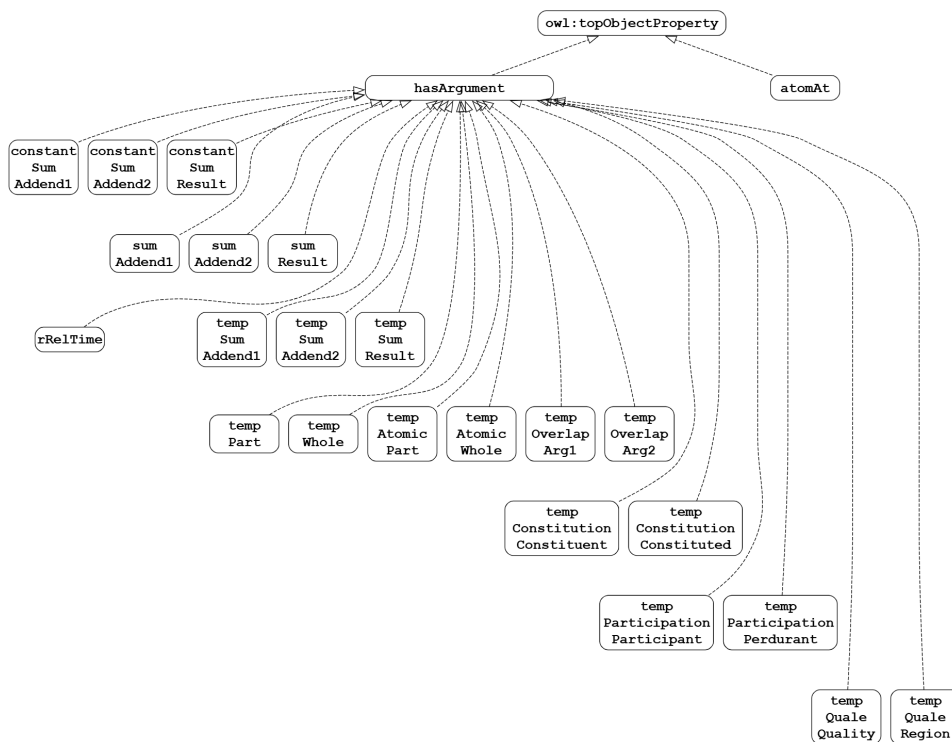 owl:topObjectProperty
hasArgument
atomAt
constant
Sum
Addend1
constant
Sum
Addend2
constant
Sum
Result
sum
Addend1
sum
Addend2
sum
Result
rRelTime
temp
Sum
Addend1
temp
Sum
Addend2
temp
Sum
Result
temp
Part
temp
Whole
temp
Atomic
Part
temp
Atomic
Whole
temp
Overlap
Arg1
temp
Overlap
Arg2
temp
Constitution
Constituent
temp
Constitution
Constituted
temp
Participation
Participant
temp
Participation
Perdurant
temp
Quale
Quality
temp
Quale
Region